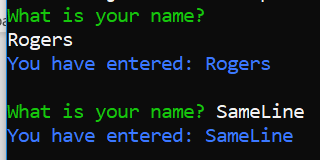 What is your name?
Rogers
You have entered: Rogers
What is your name? SameLine
You have entered: SameLine